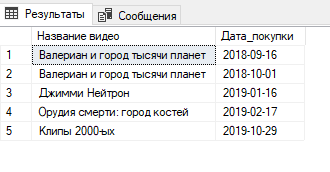 Результаты Сообщения
Название видео Дата_покупки
1 Валериан и город тысячи планет 2018-09-16
2 Валериан и город тысячи планет 2018-10-01
3 Джимми Нейтрон 2019-01-16
4 Орудия смерти: город костей 2019-02-17
5 Клипы 2000-ых 2019-10-29